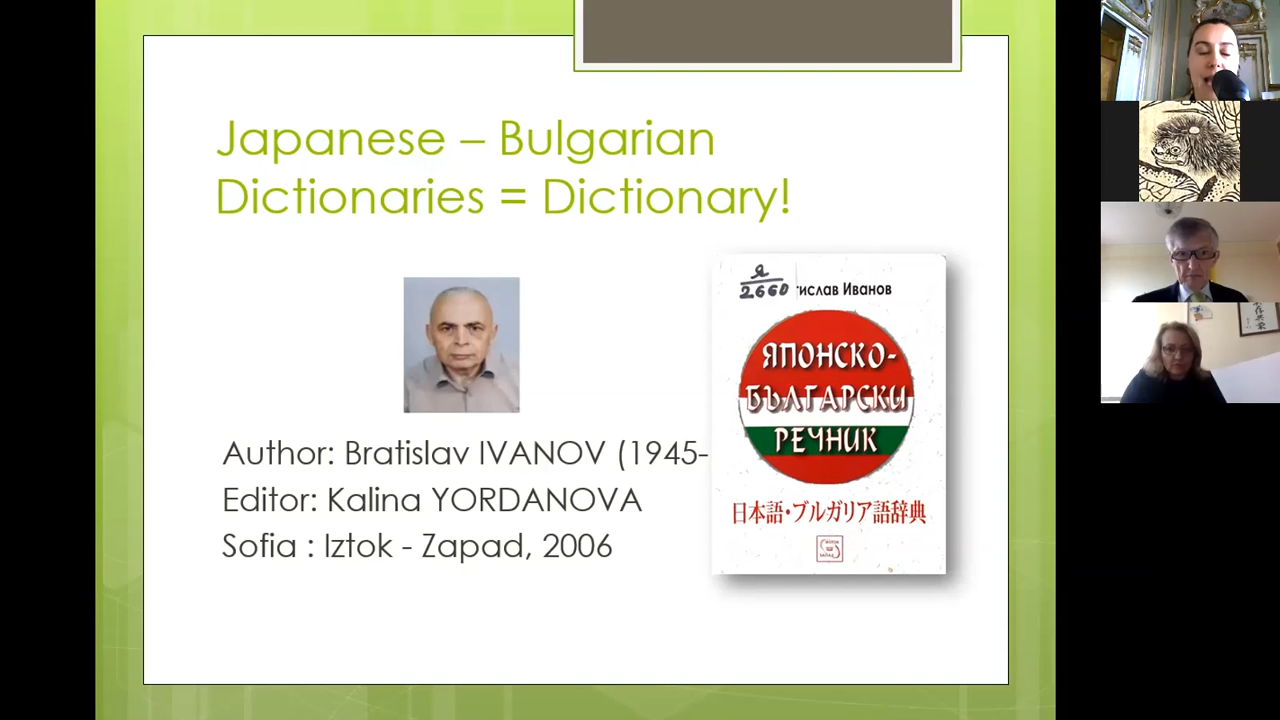 Japanese – Bulgarian
Dictionaries = Dictionary!
Author: Bratislav IVANOV (1945-
Editor: Kalina YORDANOVA
Sofia : Iztok - Zapad, 2006
Я
2660
тислав Иванов
ЯПОНСКО-
БЪЛГАРСКИ
РЕЧНИК
日本語・ブルガリア語辞典